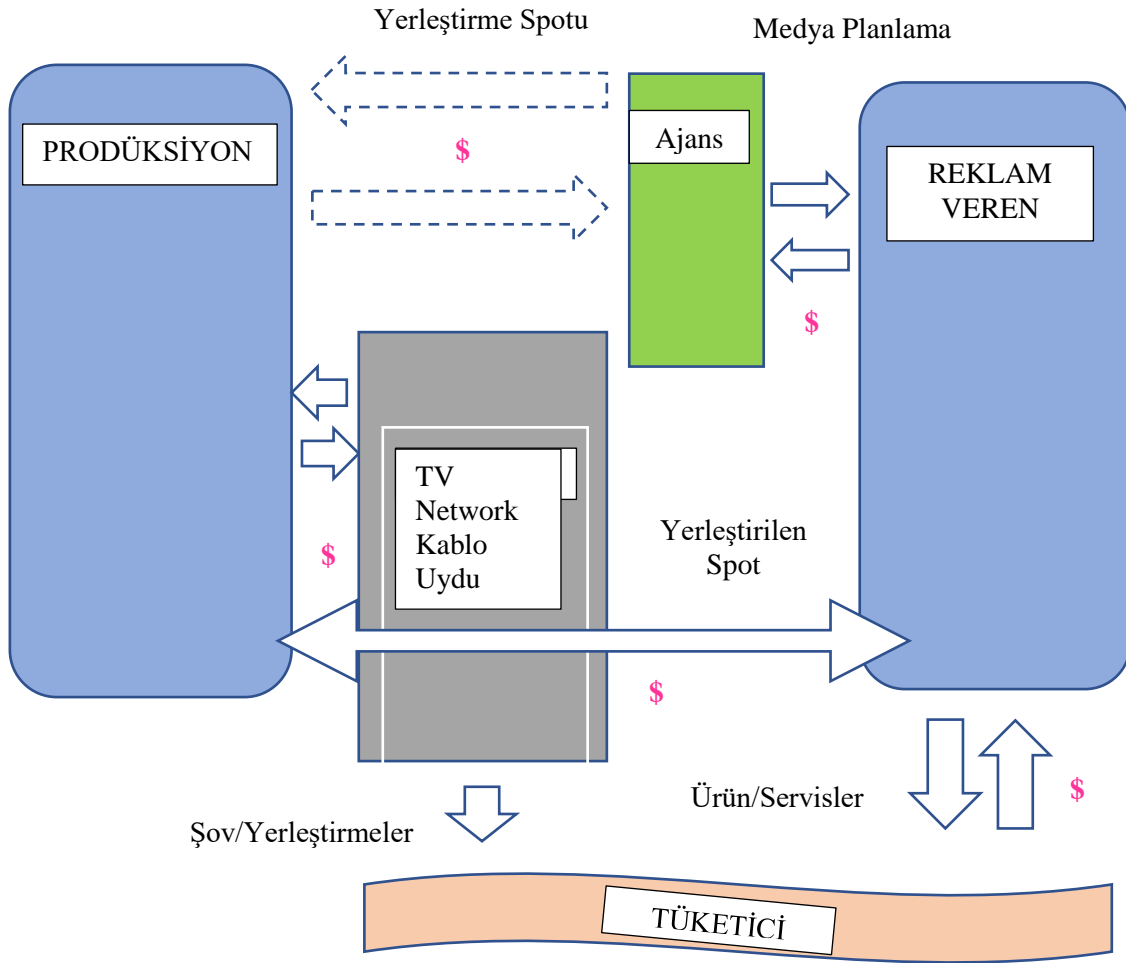 Yerleştirme Spotu
Medya Planlama
PRODÜKSİYON
$
Ajans
REKLAM
VEREN
$
TV
Network
Kablo
Uydu
$
Yerleştirilen
Spot
$
Ürün/Servisler
$
Şov/Yerleştirmeler
TÜKETİCİ